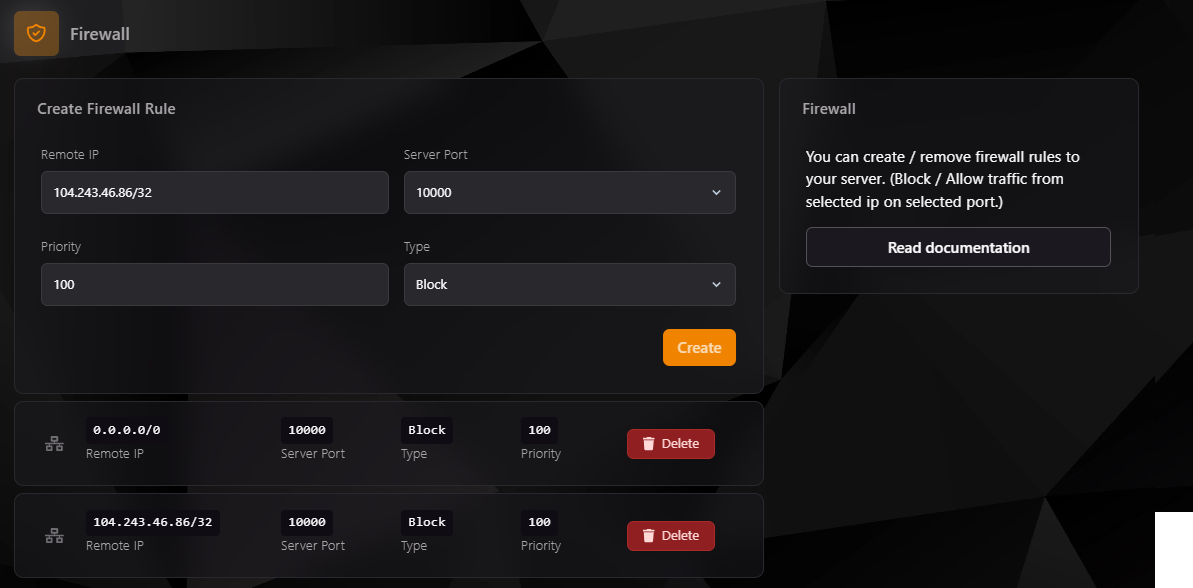 Firewall
Create Firewall Rule
Remote IP
Server Port
104.243.46.86/32
10000
Priority
Type
100
Block
Create
0.0.0.0/0
10000
Block
100
Remote IP
Server Port
Type
Priority
Delete
104.243.46.86/32
10000
Block
100
Remote IP
Server Port
Type
Priority
Delete
Firewall
You can create / remove firewall rules to
your server. (Block / Allow traffic from
selected ip on selected port.)
Read documentation